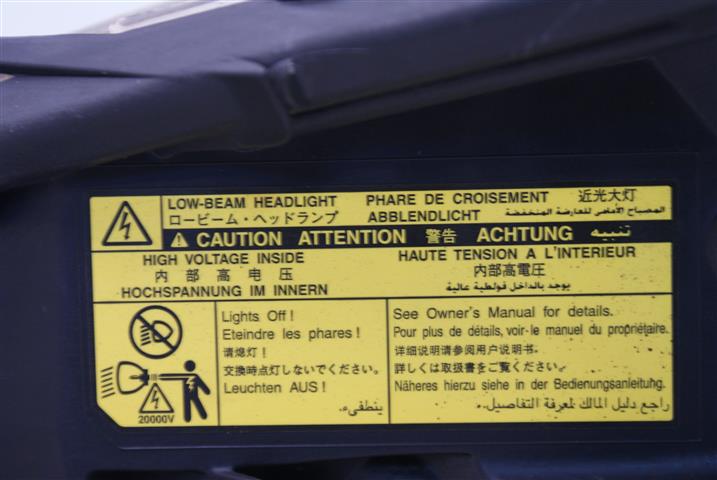 LOW-BEAM HEADLIGHT PHARE DE CROISEMENT 近光大灯
ロービーム・ヘッドランプ ABBLENDLICHT المصباح الأمامي للعارضة المنخفضة
CAUTION ATTENTION 警告 ACHTUNG تنبيه
HIGH VOLTAGE INSIDE
内部高电压
HOCHSPANNUNG IM INNERN
HAUTE TENSION A L'INTERIEUR
内部高電圧
يوجد بالداخل فولطية عالية
20000V
Lights Off !
Eteindre les phares !
请熄灯 !
交換時点灯しないでください。
Leuchten AUS !
ينطفىء.
See Owner's Manual for details.
Pour plus de détails, voir-le manuel du propriétaire.
详细说明请参阅用户说明书。
詳しくは取扱書をご覧ください。
Näheres hierzu siehe in der Bedienungsanleituhg.
راجع دليل المالك لمعرفة التفاصيل..